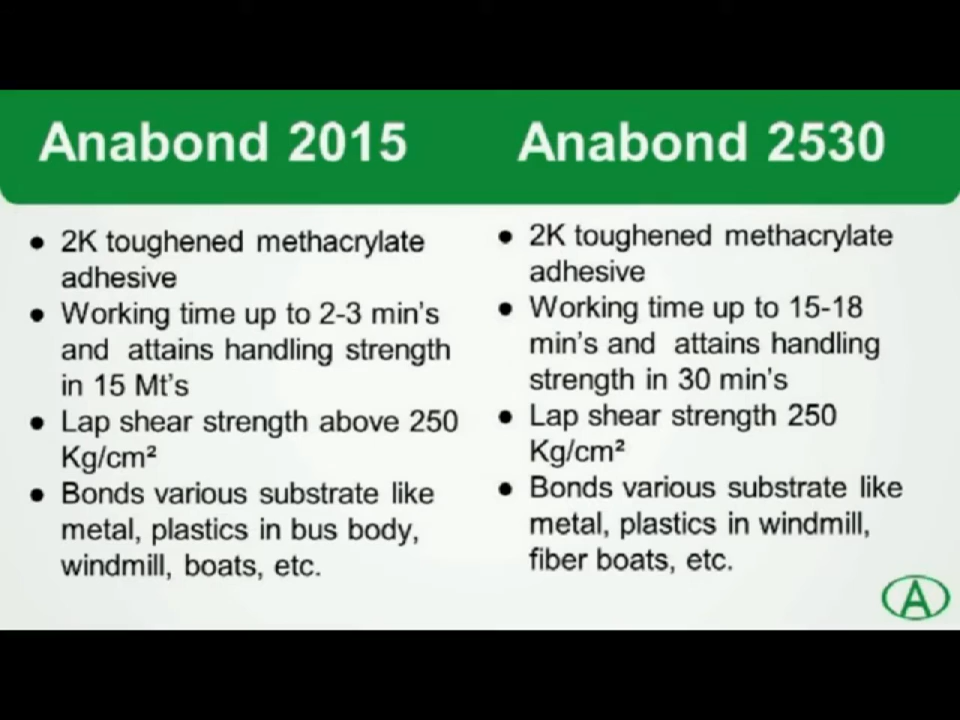 Anabond 2015
● 2K toughened methacrylate
adhesive
● Working time up to 2-3 min's
and attains handling strength
in 15 Mt's
● Lap shear strength above 250
Kg/cm²
● Bonds various substrate like
metal, plastics in bus body,
windmill, boats, etc.
Anabond 2530
● 2K toughened methacrylate
adhesive
● Working time up to 15-18
min's and attains handling
strength in 30 min's
● Lap shear strength 250
Kg/cm²
● Bonds various substrate like
metal, plastics in windmill,
fiber boats, etc.
A